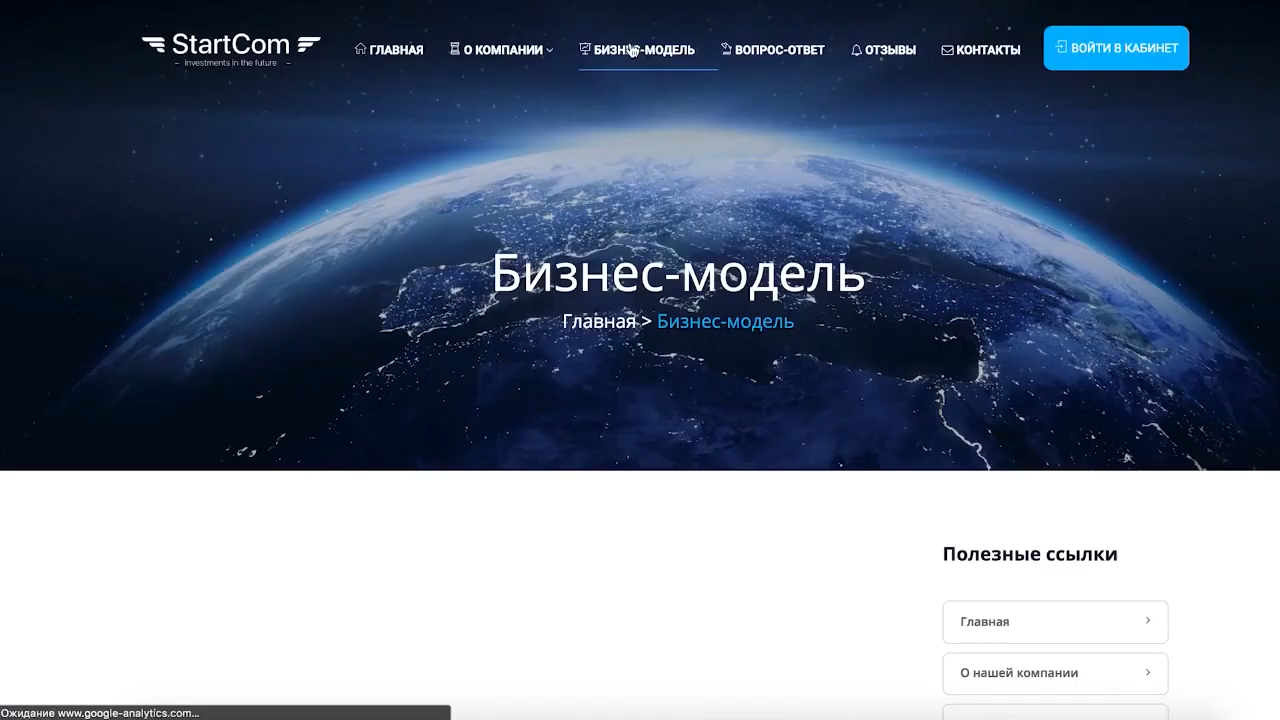 StartCom
– Investments in the future –
ГЛАВНАЯ
О КОМПАНИИ
БИЗНЕС-МОДЕЛЬ
ВОПРОС-ОТВЕТ
ОТЗЫВЫ
КОНТАКТЫ
ВОЙТИ В КАБИНЕТ
Бизнес-модель
Главная > Бизнес-модель
Полезные ссылки
Главная
О нашей компании
Ожидание www.google-analytics.com...